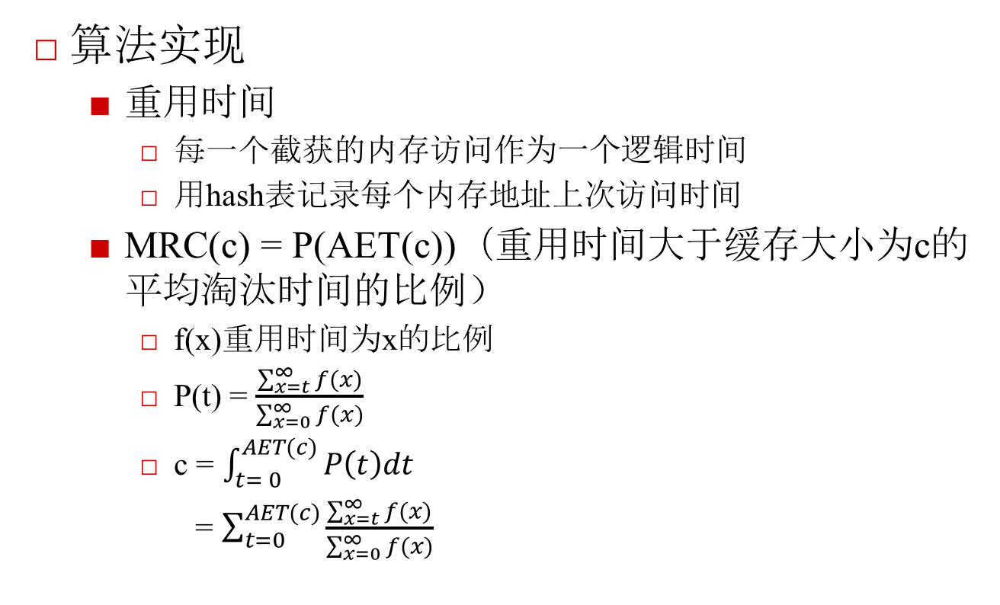 算法实现
重用时间
每一个截获的内存访问作为一个逻辑时间
用hash表记录每个内存地址上次访问时间
MRC(c) = P(AET(c))（重用时间大于缓存大小为c的
平均淘汰时间的比例）
f(x)重用时间为x的比例
P(t) = \frac{\sum_{x=t}^{\infty} f(x)}{\sum_{x=0}^{\infty} f(x)}
c = \int_{t=0}^{AET(c)} P(t)dt
= \sum_{t=0}^{AET(c)} \frac{\sum_{x=t}^{\infty} f(x)}{\sum_{x=0}^{\infty} f(x)}